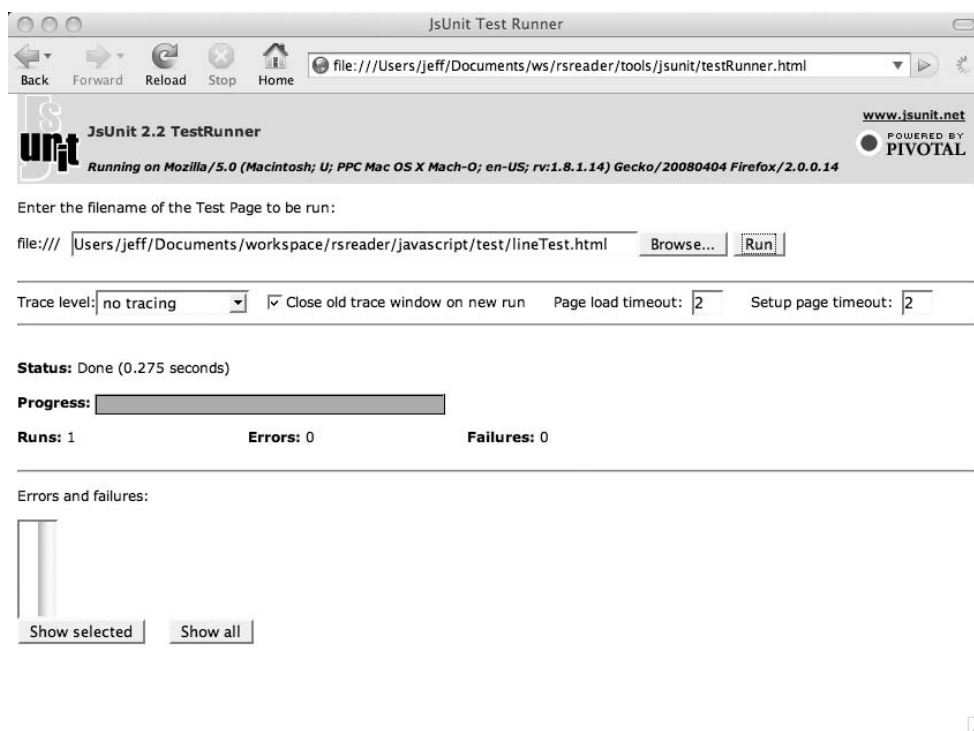 JsUnit Test Runner
Back Forward Reload Stop Home file:///Users/jeff/Documents/ws/rsreader/tools/jsunit/testRunner.html
JsUnit 2.2 TestRunner
www.jsunit.net
POWERED BY
PIVOTAL
Js
unit
Running on Mozilla/5.0 (Macintosh; U; PPC Mac OS X Mach-O; en-US; rv:1.8.1.14) Gecko/20080404 Firefox/2.0.0.14
Enter the filename of the Test Page to be run:
file:/// Users/jeff/Documents/workspace/rsreader/javascript/test/lineTest.html Browse... Run
Trace level: no tracing Close old trace window on new run Page load timeout: 2 Setup page timeout: 2
Status: Done (0.275 seconds)
Progress:
Runs: 1 Errors: 0 Failures: 0
Errors and failures:
Show selected Show all